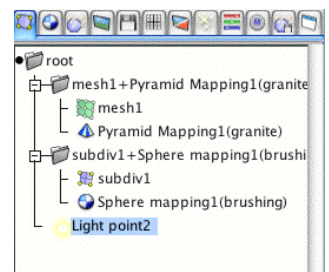 root
mesh1+Pyramid Mapping1(granite
mesh1
Pyramid Mapping1(granite)
subdiv1+Sphere mapping1(brushi
subdiv1
Sphere mapping1(brushing)
Light point2